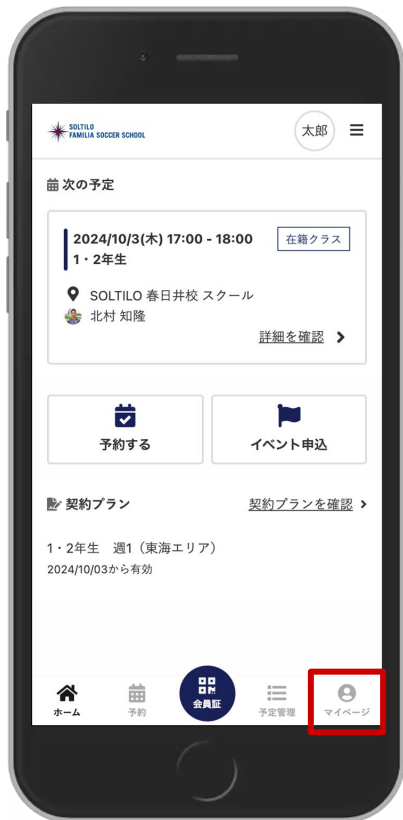 SOLTILO
FAMILIA SOCCER SCHOOL
太郎
次の予定
2024/10/3(木) 17:00 - 18:00
在籍クラス
1・2年生
SOLTILO 春日井校 スクール
北村 知隆
詳細を確認
予約する
イベント申込
契約プラン
契約プランを確認
1・2年生 週1（東海エリア）
2024/10/03から有効
ホーム
予約
会員証
予定管理
マイページ